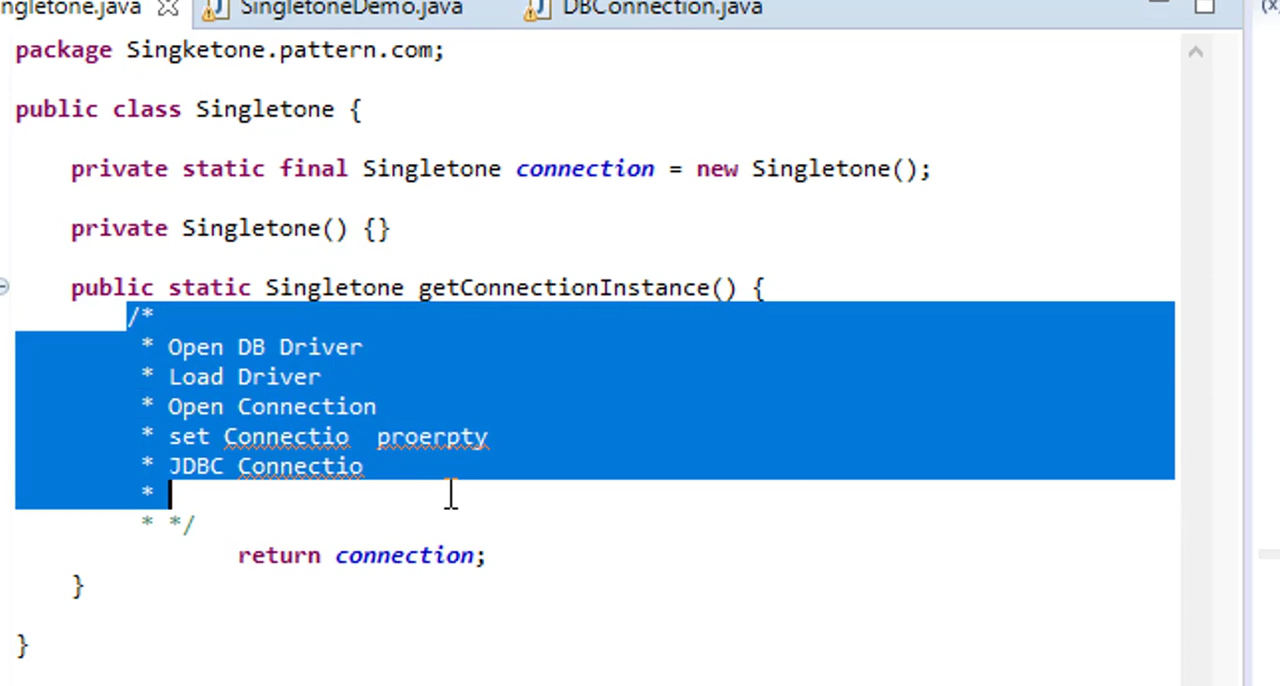 ngletone.java SingletoneDemo.java DBConnection.java
package Singketone.pattern.com;
public class Singletone {
private static final Singletone connection = new Singletone();
private Singletone() {}
public static Singletone getConnectionInstance() {
/*
* Open DB Driver
* Load Driver
* Open Connection
* set Connectio  proerpty
* JDBC Connectio
*
* */
return connection;
}
}